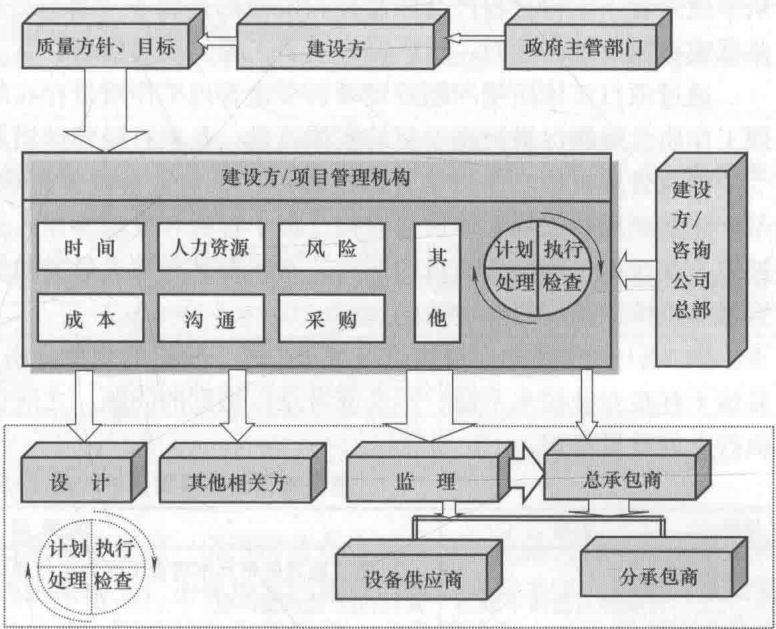 质量方针、目标
建设方
政府主管部门
建设方/项目管理机构
时间
人力资源
风险
其
他
计划
执行
处理
检查
成本
沟通
采购
建设
方/
咨询
公司
总部
设计
其他相关方
监理
总承包商
计划
执行
处理
检查
设备供应商
分承包商